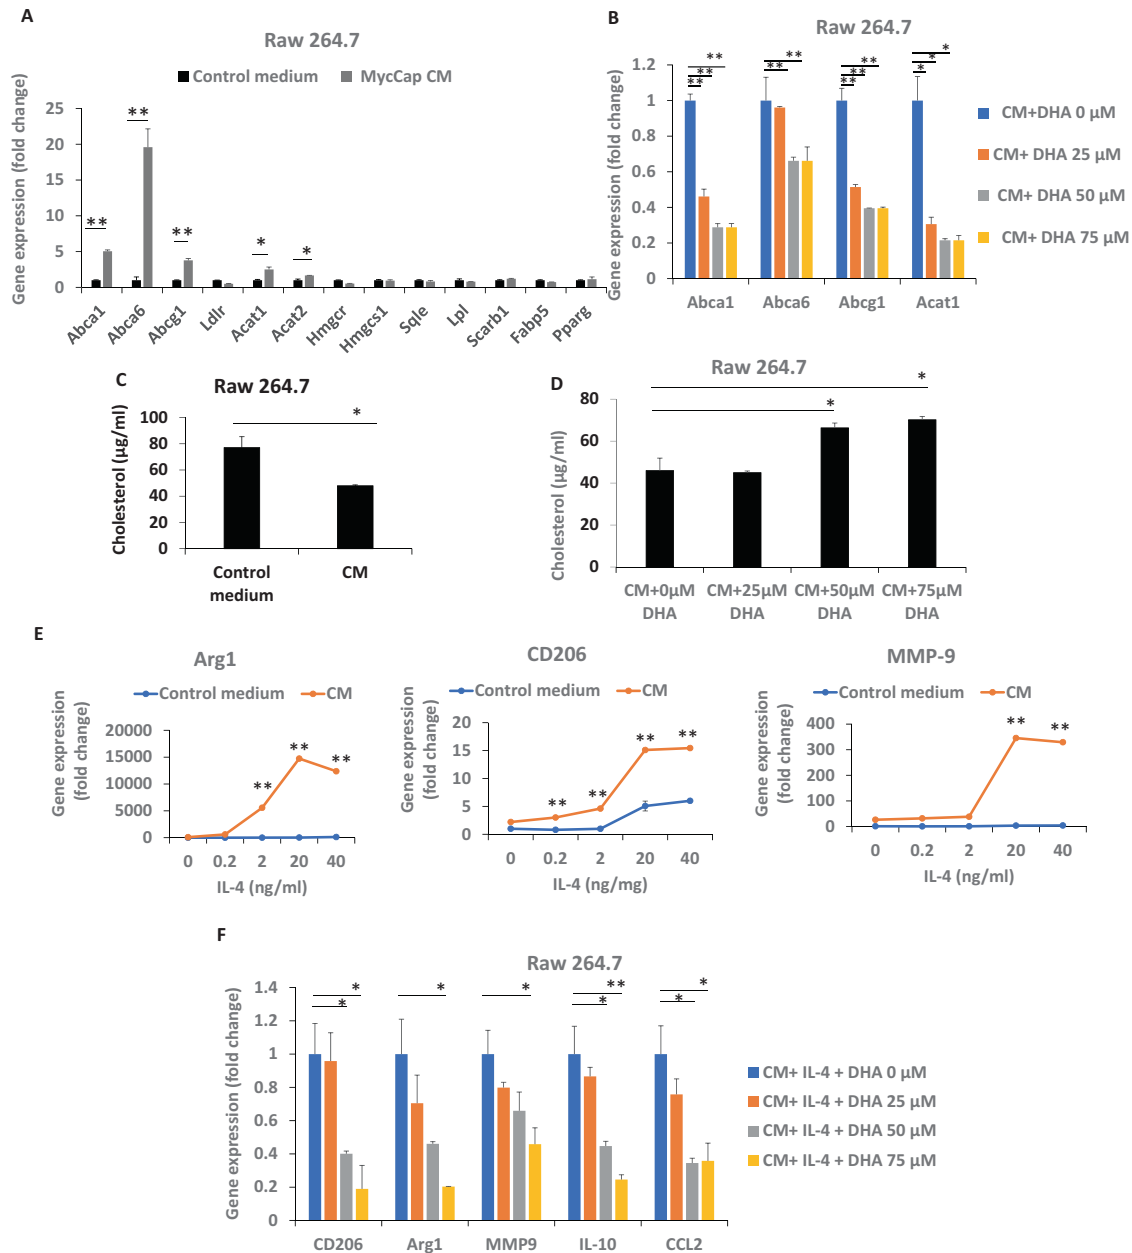 A
Raw 264.7
Control medium MycCap CM
Gene expression (fold change)
25
20
15
10
5
0
** ** ** * *
Abca1 Abca6 Abcg1 Ldlr Acat1 Acat2 Hmgcr Hmgcs1 Sqle Lpl Scarb1 Fabp5 Pparg
B
Raw 264.7
Gene expression (fold change)
1.2
1
0.8
0.6
0.4
0.2
0
** ** ** ** ** ** ** ** * * *
Abca1 Abca6 Abcg1 Acat1
CM+DHA 0 µM
CM+ DHA 25 µM
CM+ DHA 50 µM
CM+ DHA 75 µM
C
Raw 264.7
Cholesterol (µg/ml)
100
80
60
40
20
0
*
Control medium CM
D
Raw 264.7
Cholesterol (µg/ml)
80
60
40
20
0
* *
CM+0µM DHA CM+25µM DHA CM+50µM DHA CM+75µM DHA
E
Arg1
Control medium CM
Gene expression (fold change)
20000
15000
10000
5000
0
** ** **
0 0.2 2 20 40
IL-4 (ng/ml)
CD206
Control medium CM
Gene expression (fold change)
20
15
10
5
0
** ** ** **
0 0.2 2 20 40
IL-4 (ng/mg)
MMP-9
Control medium CM
Gene expression (fold change)
400
300
200
100
0
** **
0 0.2 2 20 40
IL-4 (ng/ml)
F
Raw 264.7
Gene expression (fold change)
1.4
1.2
1
0.8
0.6
0.4
0.2
0
* * * * ** * * *
CD206 Arg1 MMP9 IL-10 CCL2
CM+ IL-4 + DHA 0 µM
CM+ IL-4 + DHA 25 µM
CM+ IL-4 + DHA 50 µM
CM+ IL-4 + DHA 75 µM